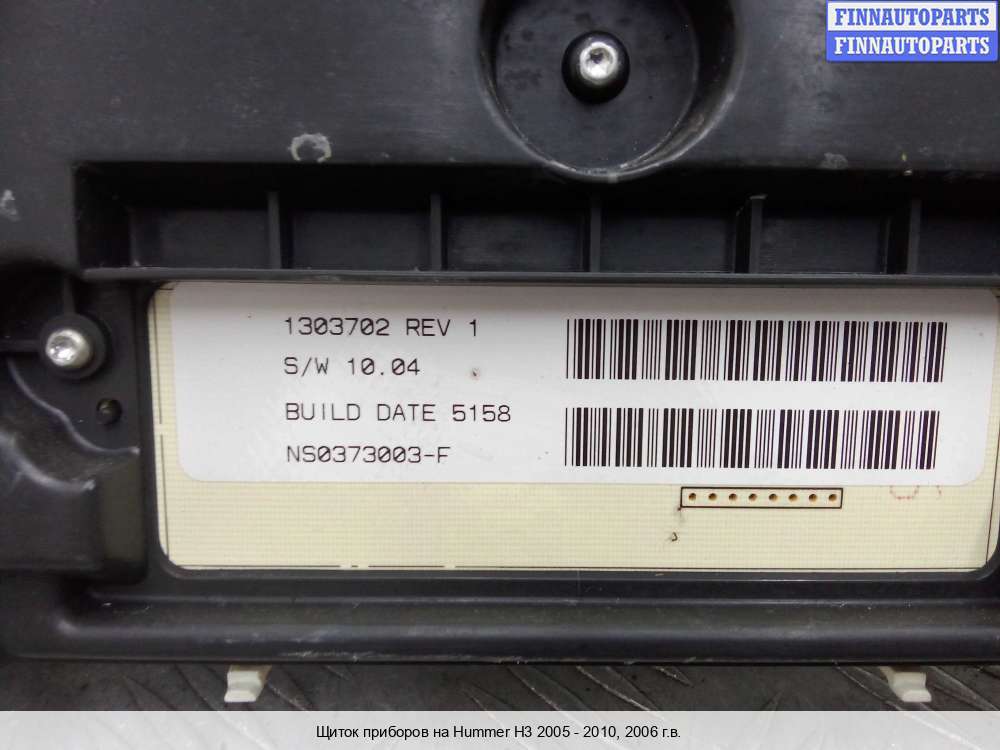 FINNAUTOPARTS
FINNAUTOPARTS
1303702 REV 1
S/W 10.04
BUILD DATE 5158
NS0373003-F
Щиток приборов на Hummer H3 2005 - 2010, 2006 г.в.